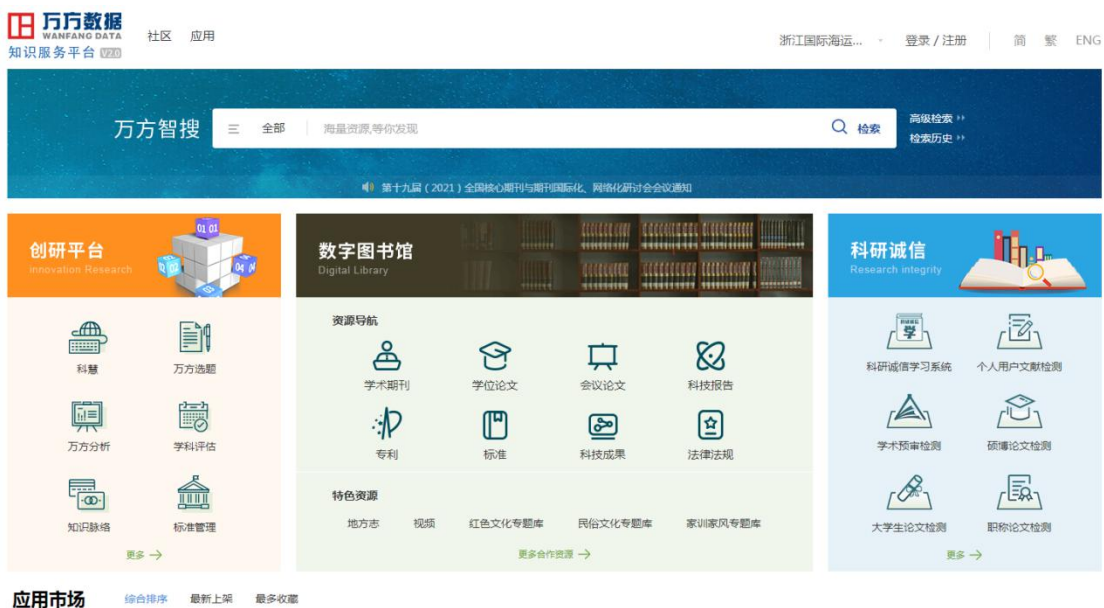 万方数据
WANFANG DATA
知识服务平台 V2.0
社区 应用
浙江国际海运... 登录 / 注册 简 繁 ENG
万方智搜 全部 海量资源,等你发现 检索
高级检索
检索历史
第十九届(2021)全国核心期刊与期刊国际化、网络化研讨会会议通知
创研平台
Innovation Research
01 01
04 04
科慧 万方选题
万方分析 学科评估
知识脉络 标准管理
更多 →
数字图书馆
Digital Library
资源导航
学术期刊 学位论文 会议论文 科技报告
专利 标准 科技成果 法律法规
特色资源
地方志 视频 红色文化专题库 民俗文化专题库 家训家风专题库
更多合作资源 →
科研诚信
Research integrity
学
科研诚信学习系统 个人用户文献检测
学术预审检测 硕博论文检测
大学生论文检测 职称论文检测
更多 →
应用市场 综合排序 最新上架 最多收藏